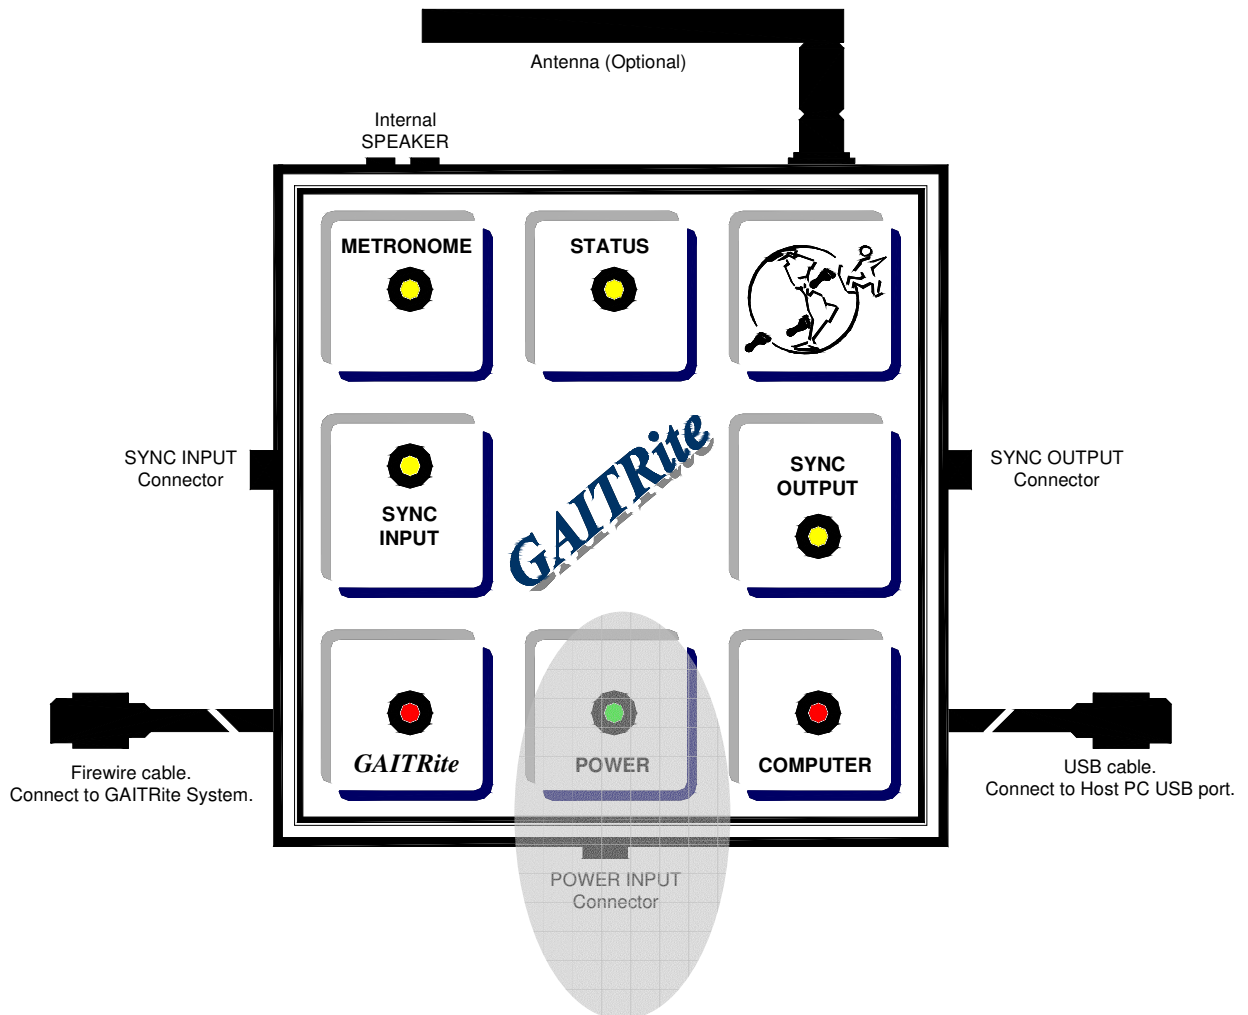 Antenna (Optional)
Internal
SPEAKER
METRONOME
STATUS
SYNC INPUT
Connector
SYNC
INPUT
GAITRite
SYNC
OUTPUT
SYNC OUTPUT
Connector
GAITRite
POWER
COMPUTER
Firewire cable.
Connect to GAITRite System.
USB cable.
Connect to Host PC USB port.
POWER INPUT
Connector